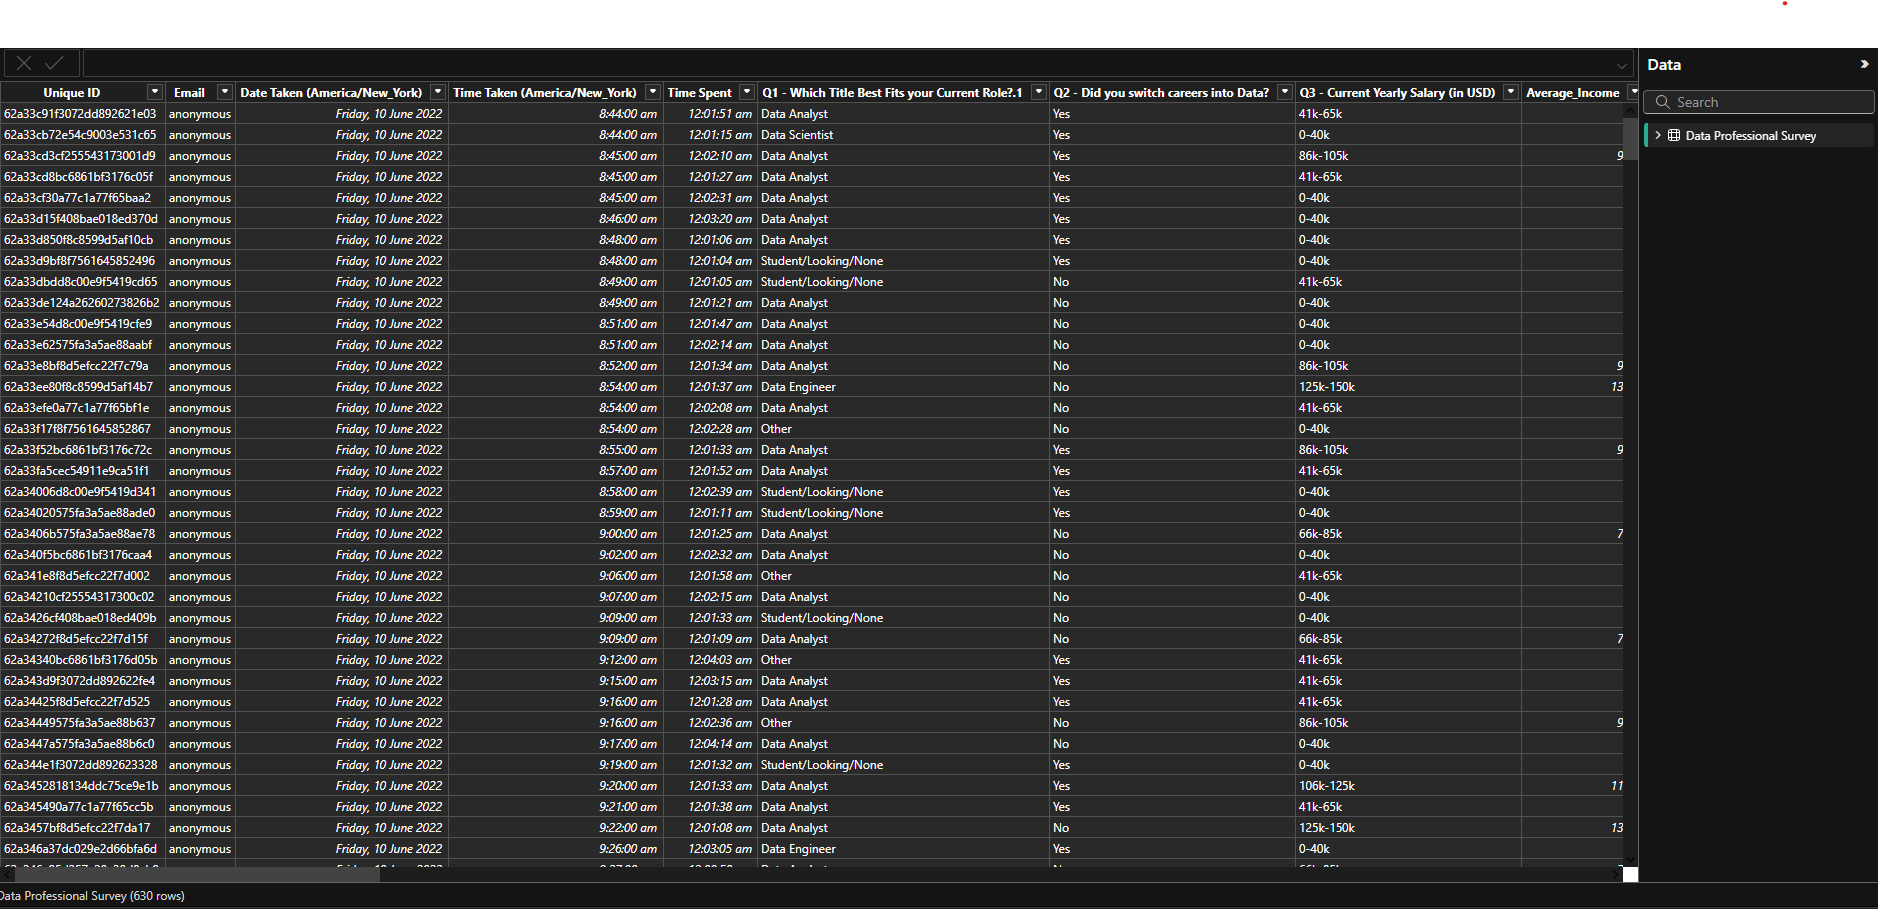 Data
Unique ID Email Date Taken (America/New_York) Time Taken (America/New_York) Time Spent Q1 - Which Title Best Fits your Current Role?.1 Q2 - Did you switch careers into Data? Q3 - Current Yearly Salary (in USD) Average_Income
Search
Data Professional Survey
62a33c91f3072dd892621e03 anonymous Friday, 10 June 2022 8:44:00 am 12:01:51 am Data Analyst Yes 41k-65k
62a33cb72e54c9003e531c65 anonymous Friday, 10 June 2022 8:44:00 am 12:01:15 am Data Scientist Yes 0-40k
62a33cd3cf255543173001d9 anonymous Friday, 10 June 2022 8:45:00 am 12:02:10 am Data Analyst Yes 86k-105k 9
62a33cd8bc6861bf3176c05f anonymous Friday, 10 June 2022 8:45:00 am 12:01:27 am Data Analyst Yes 41k-65k
62a33cf30a77c1a77f65baa2 anonymous Friday, 10 June 2022 8:45:00 am 12:02:31 am Data Analyst Yes 0-40k
62a33d15f408bae018ed370d anonymous Friday, 10 June 2022 8:46:00 am 12:03:20 am Data Analyst Yes 0-40k
62a33d850f8c8599d5af10cb anonymous Friday, 10 June 2022 8:48:00 am 12:01:06 am Data Analyst Yes 0-40k
62a33d9bf8f7561645852496 anonymous Friday, 10 June 2022 8:48:00 am 12:01:04 am Student/Looking/None Yes 0-40k
62a33dbdd8c00e9f5419cd65 anonymous Friday, 10 June 2022 8:49:00 am 12:01:05 am Student/Looking/None No 41k-65k
62a33de124a26260273826b2 anonymous Friday, 10 June 2022 8:49:00 am 12:01:21 am Data Analyst No 0-40k
62a33e54d8c00e9f5419cfe9 anonymous Friday, 10 June 2022 8:51:00 am 12:01:47 am Data Analyst No 0-40k
62a33e62575fa3a5ae88aabf anonymous Friday, 10 June 2022 8:51:00 am 12:02:14 am Data Analyst No 0-40k
62a33e8bf8d5efcc22f7c79a anonymous Friday, 10 June 2022 8:52:00 am 12:01:34 am Data Analyst No 86k-105k 9
62a33ee80f8c8599d5af14b7 anonymous Friday, 10 June 2022 8:54:00 am 12:01:37 am Data Engineer No 125k-150k 13
62a33efe0a77c1a77f65bf1e anonymous Friday, 10 June 2022 8:54:00 am 12:02:08 am Data Analyst No 41k-65k
62a33f17f8f7561645852867 anonymous Friday, 10 June 2022 8:54:00 am 12:02:28 am Other No 0-40k
62a33f52bc6861bf3176c72c anonymous Friday, 10 June 2022 8:55:00 am 12:01:33 am Data Analyst Yes 86k-105k 9
62a33fa5cec54911e9ca51f1 anonymous Friday, 10 June 2022 8:57:00 am 12:01:52 am Data Analyst Yes 41k-65k
62a34006d8c00e9f5419d341 anonymous Friday, 10 June 2022 8:58:00 am 12:02:39 am Student/Looking/None Yes 0-40k
62a34020575fa3a5ae88ade0 anonymous Friday, 10 June 2022 8:59:00 am 12:01:11 am Student/Looking/None Yes 0-40k
62a3406b575fa3a5ae88ae78 anonymous Friday, 10 June 2022 9:00:00 am 12:01:25 am Data Analyst No 66k-85k 7
62a340f5bc6861bf3176caa4 anonymous Friday, 10 June 2022 9:02:00 am 12:02:32 am Data Analyst No 0-40k
62a341e8f8d5efcc22f7d002 anonymous Friday, 10 June 2022 9:06:00 am 12:01:58 am Other No 41k-65k
62a34210cf25554317300c02 anonymous Friday, 10 June 2022 9:07:00 am 12:02:15 am Data Analyst No 0-40k
62a3426cf408bae018ed409b anonymous Friday, 10 June 2022 9:09:00 am 12:01:33 am Student/Looking/None No 0-40k
62a34272f8d5efcc22f7d15f anonymous Friday, 10 June 2022 9:09:00 am 12:01:09 am Data Analyst No 66k-85k 7
62a34340bc6861bf3176d05b anonymous Friday, 10 June 2022 9:12:00 am 12:04:03 am Other Yes 41k-65k
62a343d9f3072dd892622fe4 anonymous Friday, 10 June 2022 9:15:00 am 12:03:15 am Data Analyst Yes 41k-65k
62a34425f8d5efcc22f7d525 anonymous Friday, 10 June 2022 9:16:00 am 12:01:28 am Data Analyst Yes 41k-65k
62a34449575fa3a5ae88b637 anonymous Friday, 10 June 2022 9:16:00 am 12:02:36 am Other No 86k-105k 9
62a3447a575fa3a5ae88b6c0 anonymous Friday, 10 June 2022 9:17:00 am 12:04:14 am Data Analyst No 0-40k
62a344e1f3072dd892623328 anonymous Friday, 10 June 2022 9:19:00 am 12:01:32 am Student/Looking/None Yes 0-40k
62a3452818134ddc75ce9e1b anonymous Friday, 10 June 2022 9:20:00 am 12:01:33 am Data Analyst Yes 106k-125k 11
62a345490a77c1a77f65cc5b anonymous Friday, 10 June 2022 9:21:00 am 12:01:38 am Data Analyst Yes 41k-65k
62a3457bf8d5efcc22f7da17 anonymous Friday, 10 June 2022 9:22:00 am 12:01:08 am Data Analyst No 125k-150k 13
62a346a37dc029e2d66bfa6d anonymous Friday, 10 June 2022 9:26:00 am 12:03:05 am Data Engineer Yes 0-40k
Data Professional Survey (630 rows)